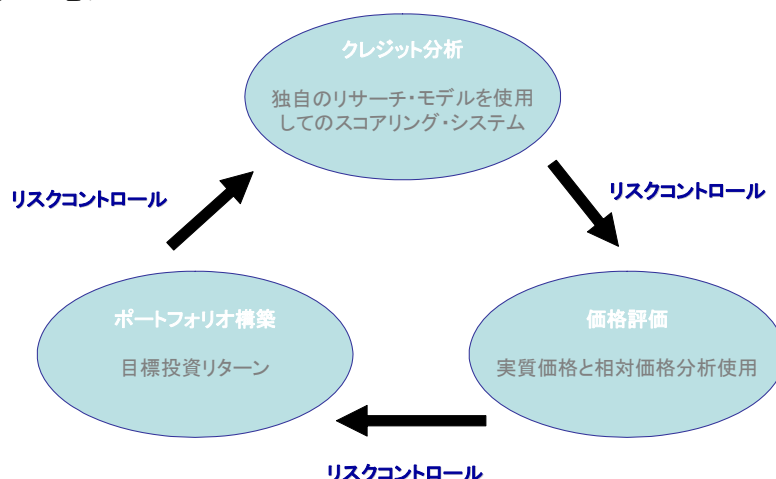 クレジット分析
独自のリサーチ・モデルを使用
してのスコアリング・システム
リスクコントロール
リスクコントロール
ポートフォリオ構築
目標投資リターン
価格評価
実質価格と相対価格分析使用
リスクコントロール